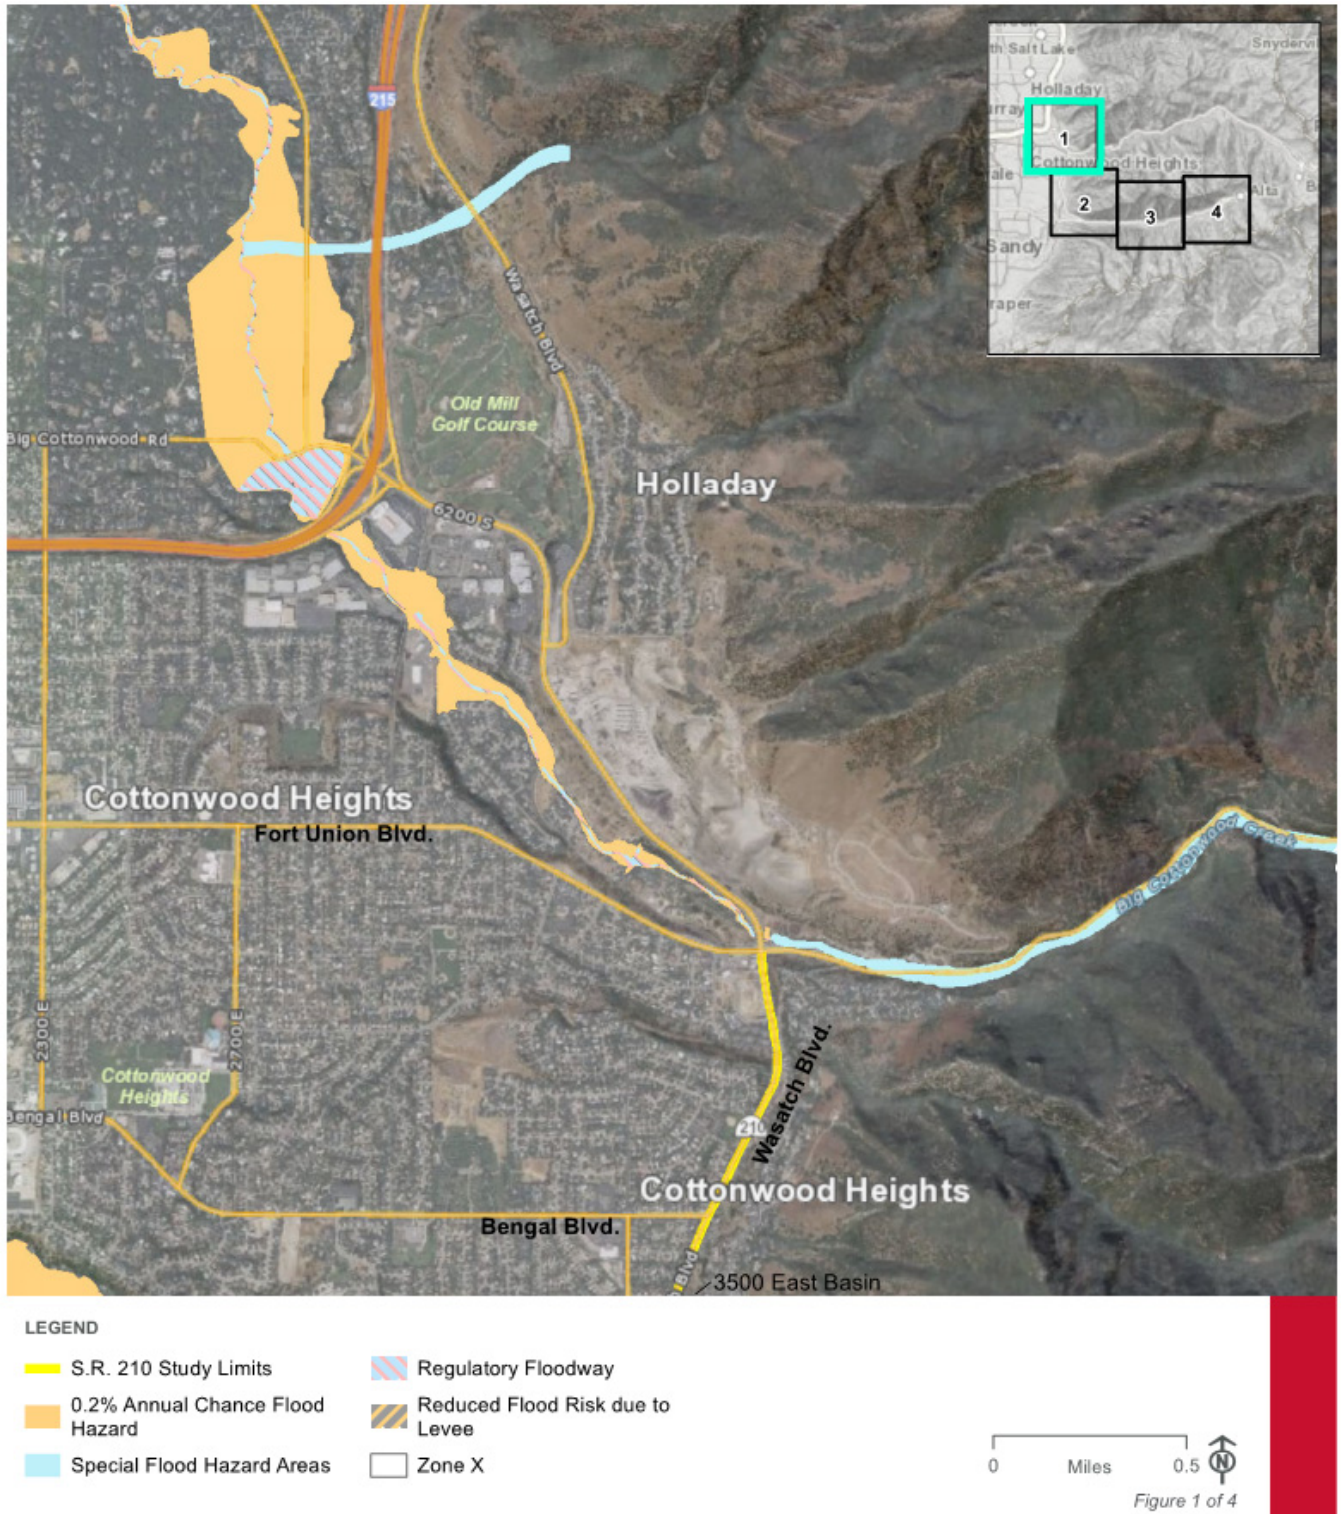 215
th Salt Lake
Snydervil
Holladay
urray
1
Cottonwood Heights
ale
2
3
4
Alta
B
Sandy
raper
Wasatch Blvd
Old Mill
Golf Course
Big Cottonwood Rd
Holladay
6200 S
Cottonwood Heights
Fort Union Blvd.
Big Cottonwood Creek
2300 E
2700 E
Cottonwood
Heights
Bengal Blvd
Wasatch Blvd.
210
Cottonwood Heights
Bengal Blvd.
Blvd
3500 East Basin
LEGEND
S.R. 210 Study Limits
0.2% Annual Chance Flood
Hazard
Special Flood Hazard Areas
Regulatory Floodway
Reduced Flood Risk due to
Levee
Zone X
0 Miles 0.5
N
Figure 1 of 4